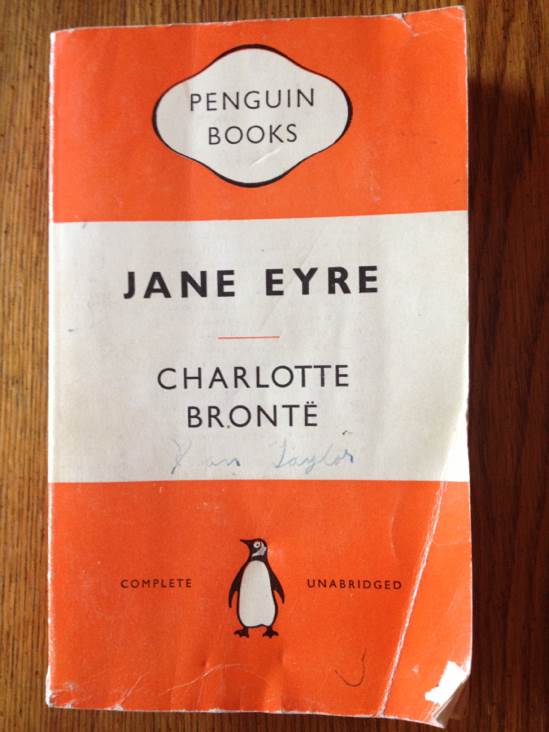 PENGUIN
BOOKS
JANE EYRE
CHARLOTTE
BRONTË
Taylor
COMPLETE
UNABRIDGED